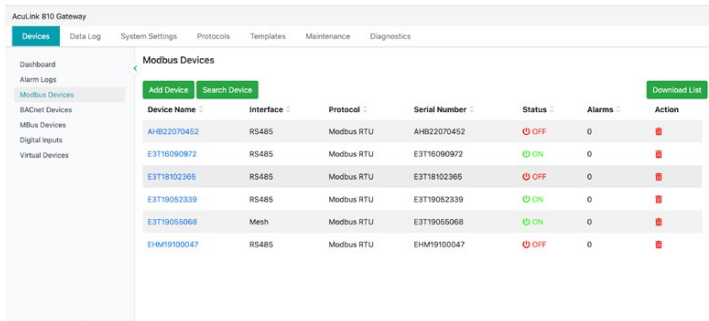 AcuLink 810 Gateway
Devices Data Log System Settings Protocols Templates Maintenance Diagnostics
Dashboard
Alarm Logs
Modbus Devices
BACnet Devices
MBus Devices
Digital Inputs
Virtual Devices
Modbus Devices
Add Device Search Device Download List
Device Name Interface Protocol Serial Number Status Alarms Action
AHB22070452 RS485 Modbus RTU AHB22070452 OFF 0
E3T16090972 RS485 Modbus RTU E3T16090972 ON 0
E3T18102365 RS485 Modbus RTU E3T18102365 OFF 0
E3T19052339 RS485 Modbus RTU E3T19052339 ON 0
E3T19055068 Mesh Modbus RTU E3T19055068 ON 0
EHM19100047 RS485 Modbus RTU EHM19100047 OFF 0